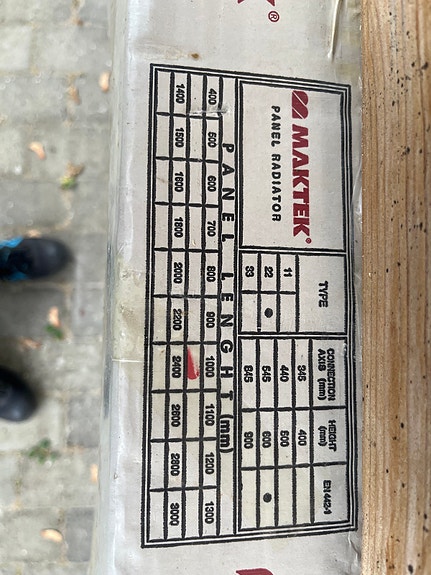 MAKTEK®
PANEL RADIATOR
TYPE
11
22 •
33
CONNECTION AXIS (mm) HEIGHT (mm) EN 442-1
345 400
440 500
545 600 •
845 900
PANEL LENGHT (mm)
400 500 600 700 800 900 1000 1100 1200 1300
1400 1500 1600 1800 2000 2200 2400 2600 2800 3000